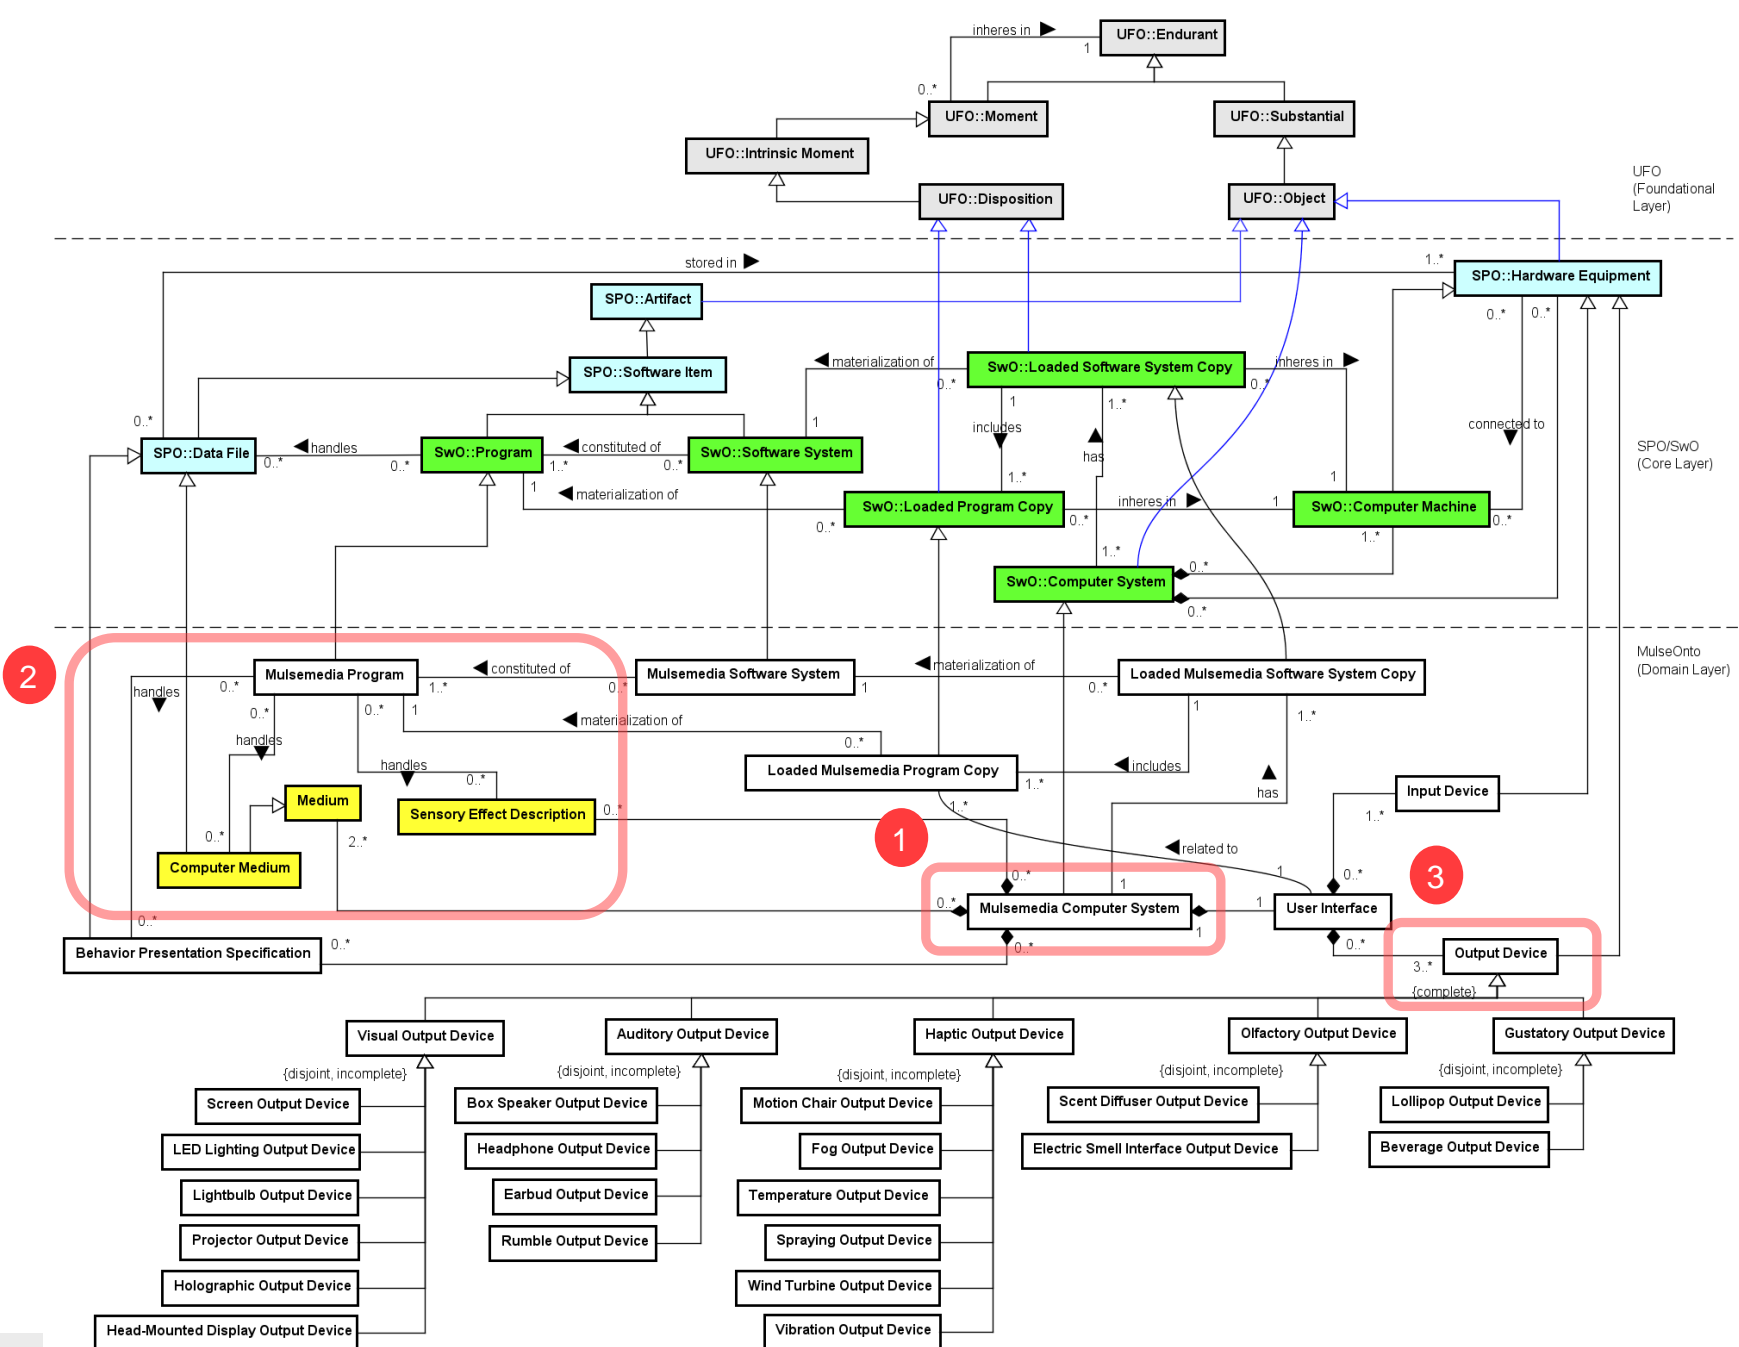 inheres in
UFO::Endurant
1
0..*
UFO::Moment
UFO::Substantial
UFO::Intrinsic Moment
UFO
(Foundational
Layer)
UFO::Disposition
UFO::Object
stored in
1..*
SPO::Hardware Equipment
SPO::Artifact
0..*
0..*
materialization of
SwO::Loaded Software System Copy
inheres in
SPO::Software Item
0..*
0..*
1
1..*
0..*
1
includes
connected to
handles
constituted of
has
SPO/SwO
(Core Layer)
SPO::Data File
SwO::Program
SwO::Software System
0..*
0..*
1..*
0..*
1..*
1
1
materialization of
inheres in
1
SwO::Loaded Program Copy
SwO::Computer Machine
0..*
0..*
0..*
1..*
1..*
0..*
SwO::Computer System
0..*
MulseOnto
(Domain Layer)
2
Mulsemedia Program
constituted of
Mulsemedia Software System
materialization of
Loaded Mulsemedia Software System Copy
handles
0..*
1..*
0..*
1
0..*
0..*
0..*
1
1
1..*
materialization of
handles
0..*
handles
0..*
Loaded Mulsemedia Program Copy
includes
1..*
has
Medium
Sensory Effect Description
0..*
1..*
Input Device
1..*
0..*
2..*
1
related to
Computer Medium
0..*
1
1
0..*
3
0..*
Mulsemedia Computer System
1
1
User Interface
0..*
0..*
0..*
0..*
Behavior Presentation Specification
Output Device
3..*
{complete}
Visual Output Device
Auditory Output Device
Haptic Output Device
Olfactory Output Device
Gustatory Output Device
{disjoint, incomplete}
{disjoint, incomplete}
{disjoint, incomplete}
{disjoint, incomplete}
{disjoint, incomplete}
Screen Output Device
Box Speaker Output Device
Motion Chair Output Device
Scent Diffuser Output Device
Lollipop Output Device
LED Lighting Output Device
Headphone Output Device
Fog Output Device
Electric Smell Interface Output Device
Beverage Output Device
Lightbulb Output Device
Earbud Output Device
Temperature Output Device
Projector Output Device
Rumble Output Device
Spraying Output Device
Holographic Output Device
Wind Turbine Output Device
Head-Mounted Display Output Device
Vibration Output Device